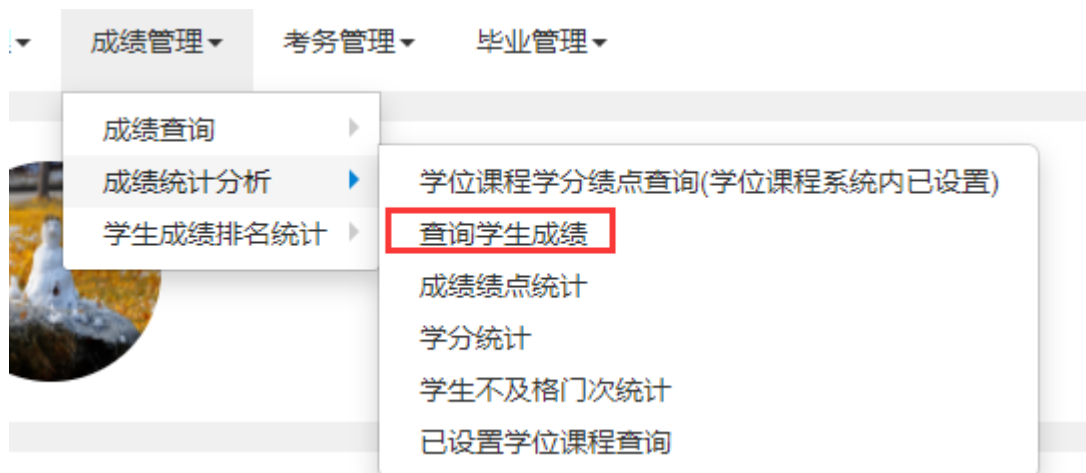 成绩管理 考务管理 毕业管理
成绩查询
成绩统计分析
学生成绩排名统计
学位课程学分绩点查询(学位课程系统内已设置)
查询学生成绩
成绩绩点统计
学分统计
学生不及格门次统计
已设置学位课程查询